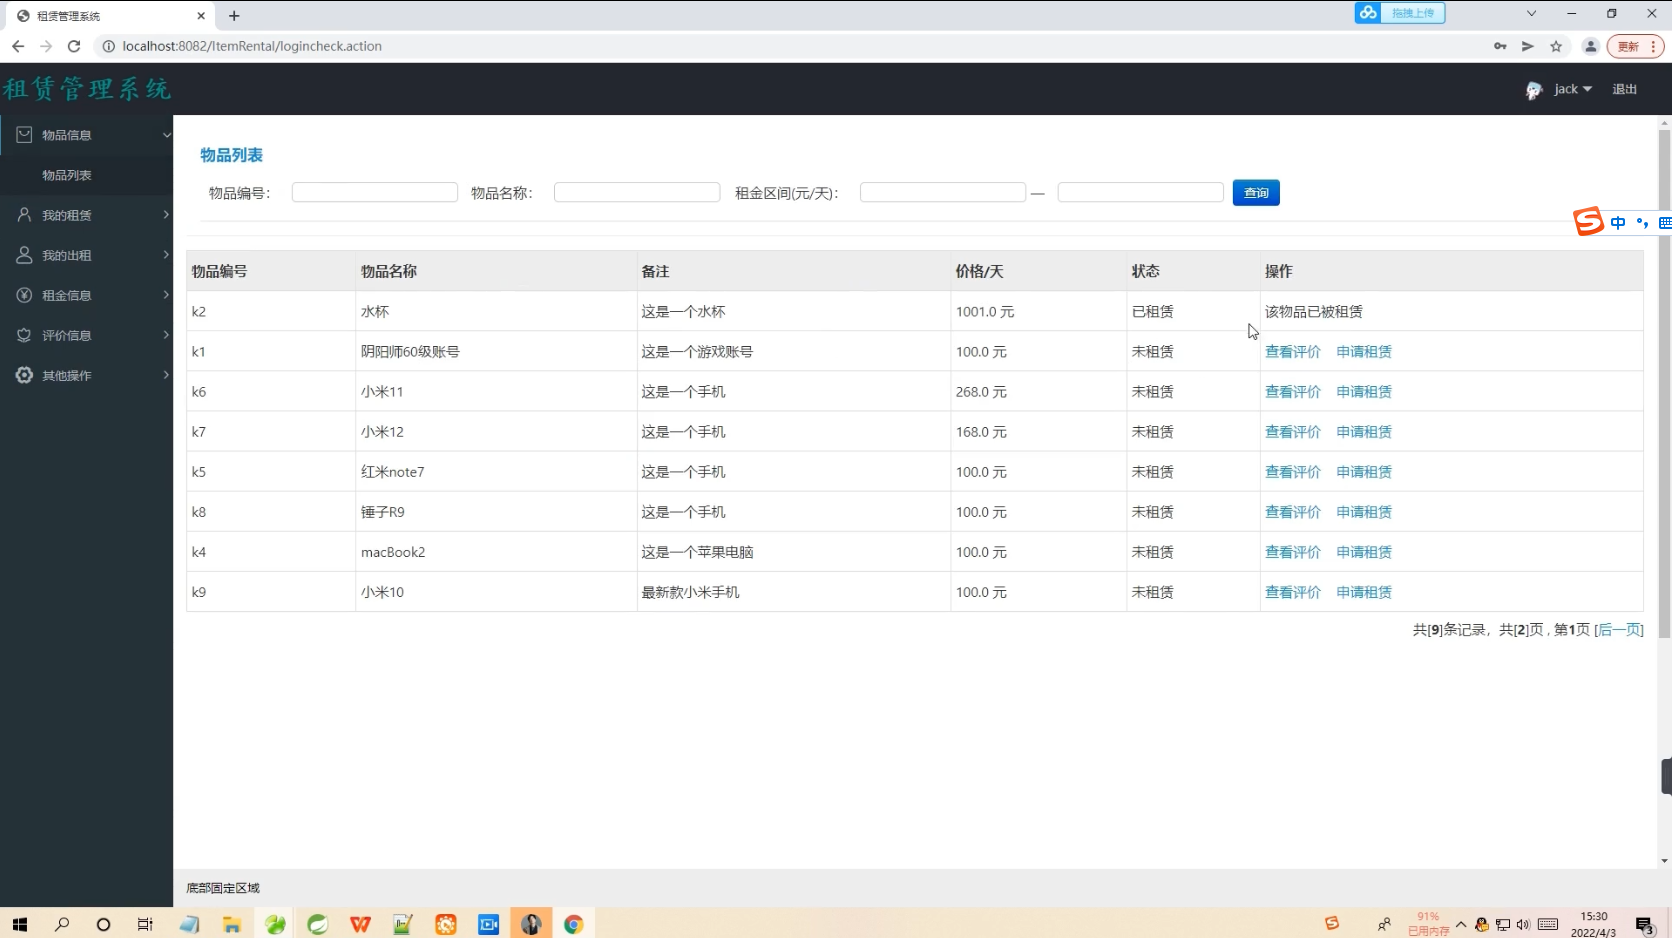 租赁管理系统
拖拽上传
localhost:8082/ItemRental/logincheck.action
更新
租赁管理系统
jack
退出
物品信息
物品列表
我的租赁
我的出租
租金信息
评价信息
其他操作
物品列表
物品编号：
物品名称：
租金区间(元/天)：
—
查询
中
物品编号 物品名称 备注 价格/天 状态 操作
k2 水杯 这是一个水杯 1001.0 元 已租赁 该物品已被租赁
k1 阴阳师60级账号 这是一个游戏账号 100.0 元 未租赁 查看评价 申请租赁
k6 小米11 这是一个手机 268.0 元 未租赁 查看评价 申请租赁
k7 小米12 这是一个手机 168.0 元 未租赁 查看评价 申请租赁
k5 红米note7 这是一个手机 100.0 元 未租赁 查看评价 申请租赁
k8 锤子R9 这是一个手机 100.0 元 未租赁 查看评价 申请租赁
k4 macBook2 这是一个苹果电脑 100.0 元 未租赁 查看评价 申请租赁
k9 小米10 最新款小米手机 100.0 元 未租赁 查看评价 申请租赁
共[9]条记录，共[2]页 , 第1页 [后一页]
底部固定区域
91%
已用内存
15:30
2022/4/3
3